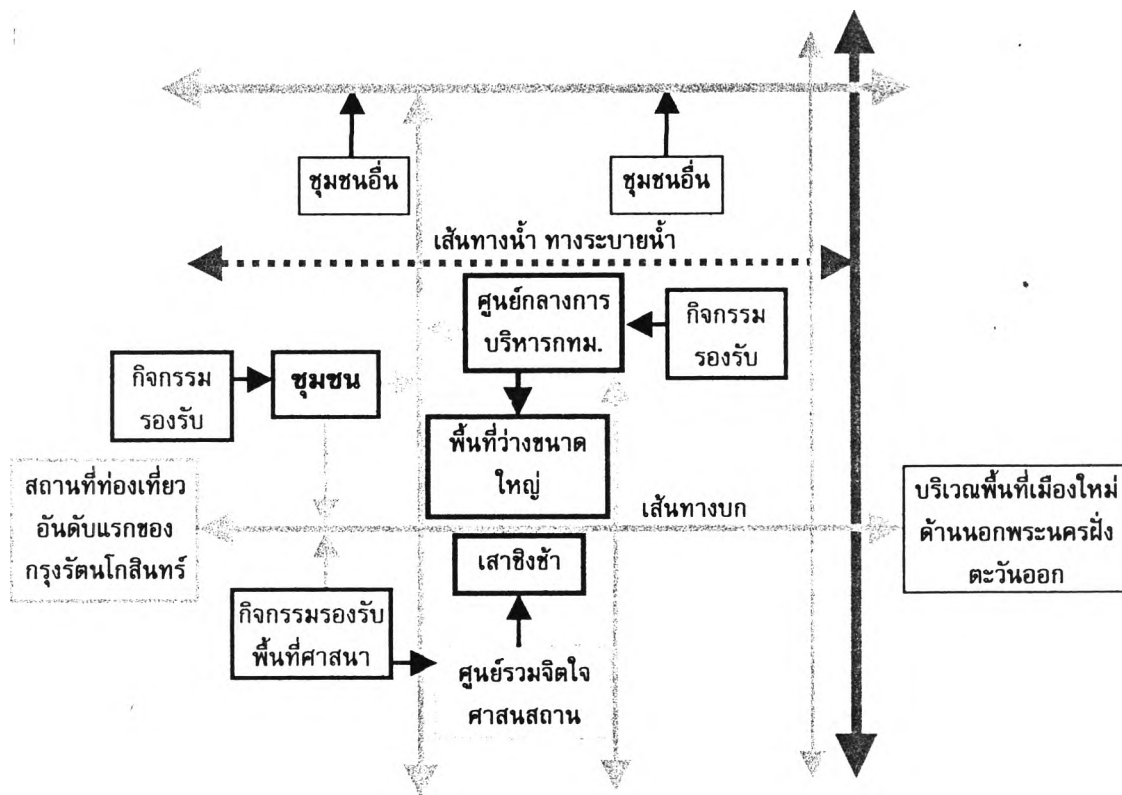 ชุมชนอื่น
ชุมชนอื่น
เส้นทางน้ำ ทางระบายน้ำ
ศูนย์กลางการ
บริหารกทม.
กิจกรรม
รองรับ
กิจกรรม
รองรับ
ชุมชน
พื้นที่ว่างขนาด
ใหญ่
สถานที่ท่องเที่ยว
อันดับแรกของ
กรุงรัตนโกสินทร์
เส้นทางบก
บริเวณพื้นที่เมืองใหม่
ด้านนอกพระนครฝั่ง
ตะวันออก
เสาชิงช้า
กิจกรรมรองรับ
พื้นที่ศาสนา
ศูนย์รวมจิตใจ
ศาสนสถาน